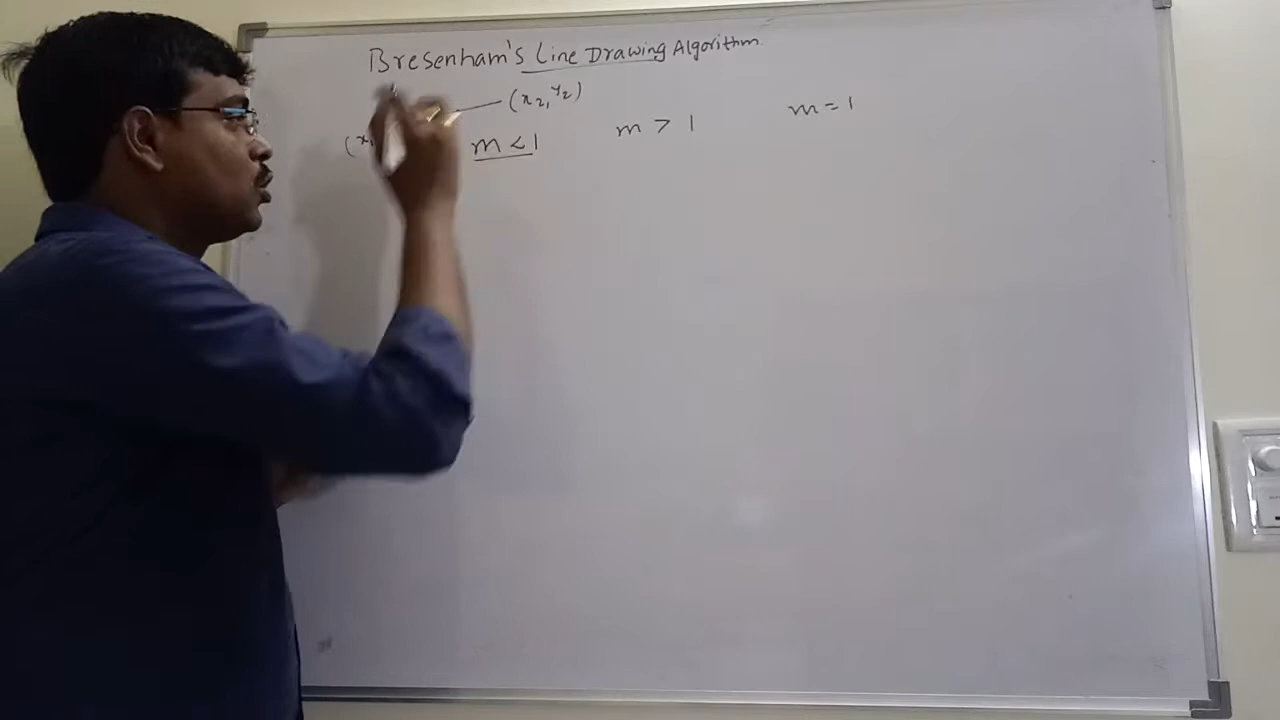 Bresenham's Line Drawing Algorithm.
(x2, y2)
m < 1 m > 1 m = 1